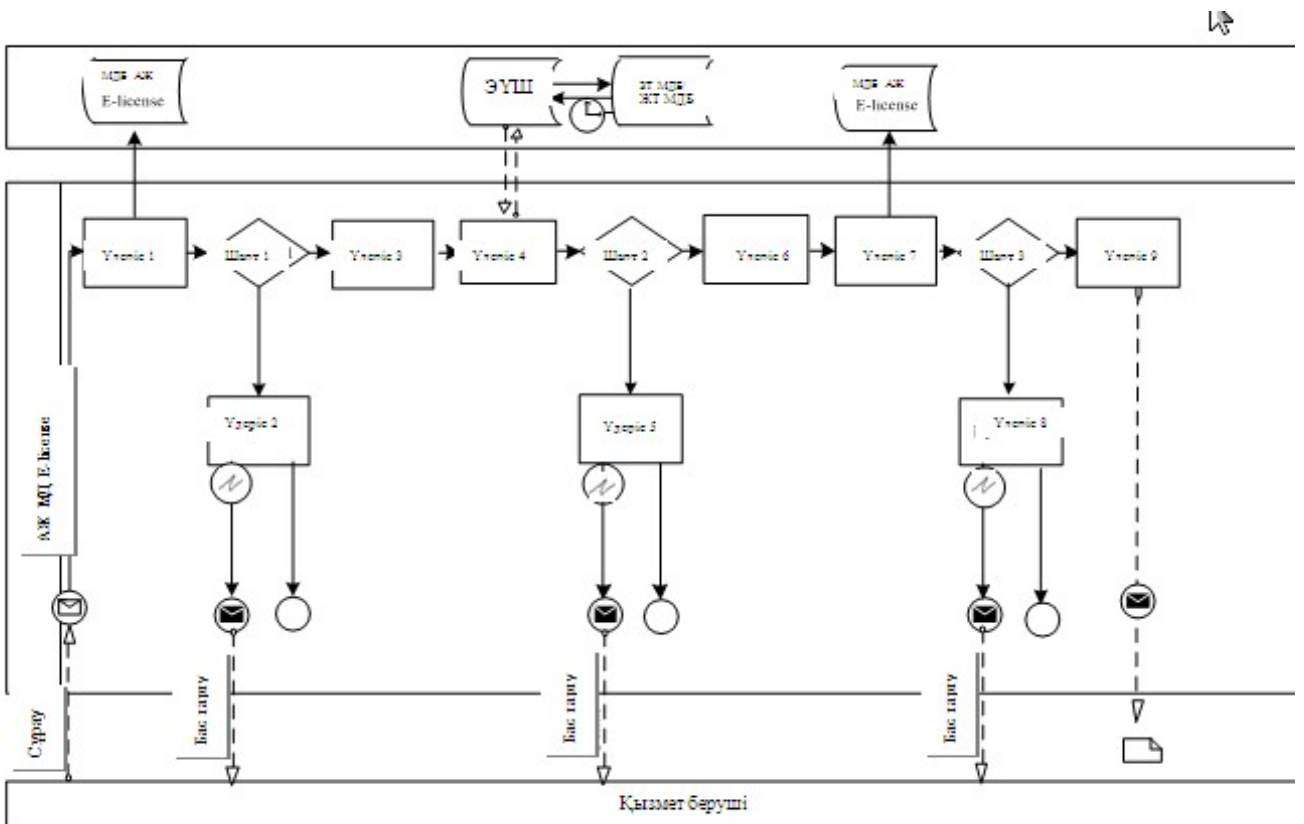 МДБ АЖ
E-license
ЭҮШ
ЗТ МДБ
ЖТ МДБ
МДБ АЖ
E-license
Үдеріс 1
Шарт 1
Үдеріс 3
Үдеріс 4
Шарт 2
Үдеріс 6
Үдеріс 7
Шарт 3
Үдеріс 9
Үдеріс 2
Үдеріс 5
Үдеріс 8
АЖ МДБ E-license
Сұрау
Бас тарту
Бас тарту
Бас тарту
Қызмет беруші